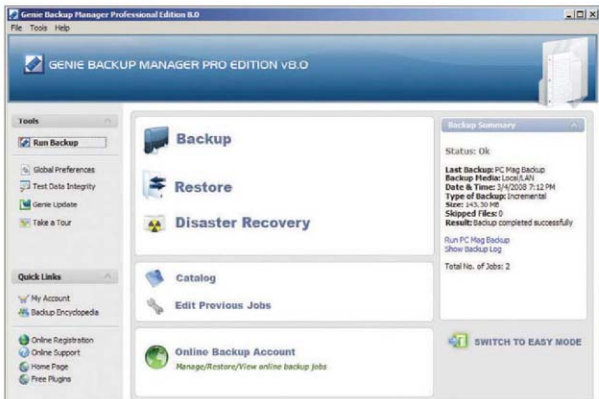 Genie Backup Manager Professional Edition 8.0
File Tools Help
GENIE BACKUP MANAGER PRO EDITION v8.0
Tools
Run Backup
Global Preferences
Test Data Integrity
Genie Update
Take a Tour
Quick Links
My Account
Backup Encyclopedia
Online Registration
Online Support
Home Page
Free Plugins
Backup
Restore
Disaster Recovery
Catalog
Edit Previous Jobs
Online Backup Account
Manage/Restore/View online backup jobs
Backup Summary
Status: Ok
Last Backup: PC Mag Backup
Backup Media: Local/LAN
Date & Time: 3/4/2008 7:12 PM
Type of Backup: Incremental
Size: 143.30 MB
Skipped Files: 0
Result: Backup completed successfully
Run PC Mag Backup
Show Backup Log
Total No. of Jobs: 2
SWITCH TO EASY MODE